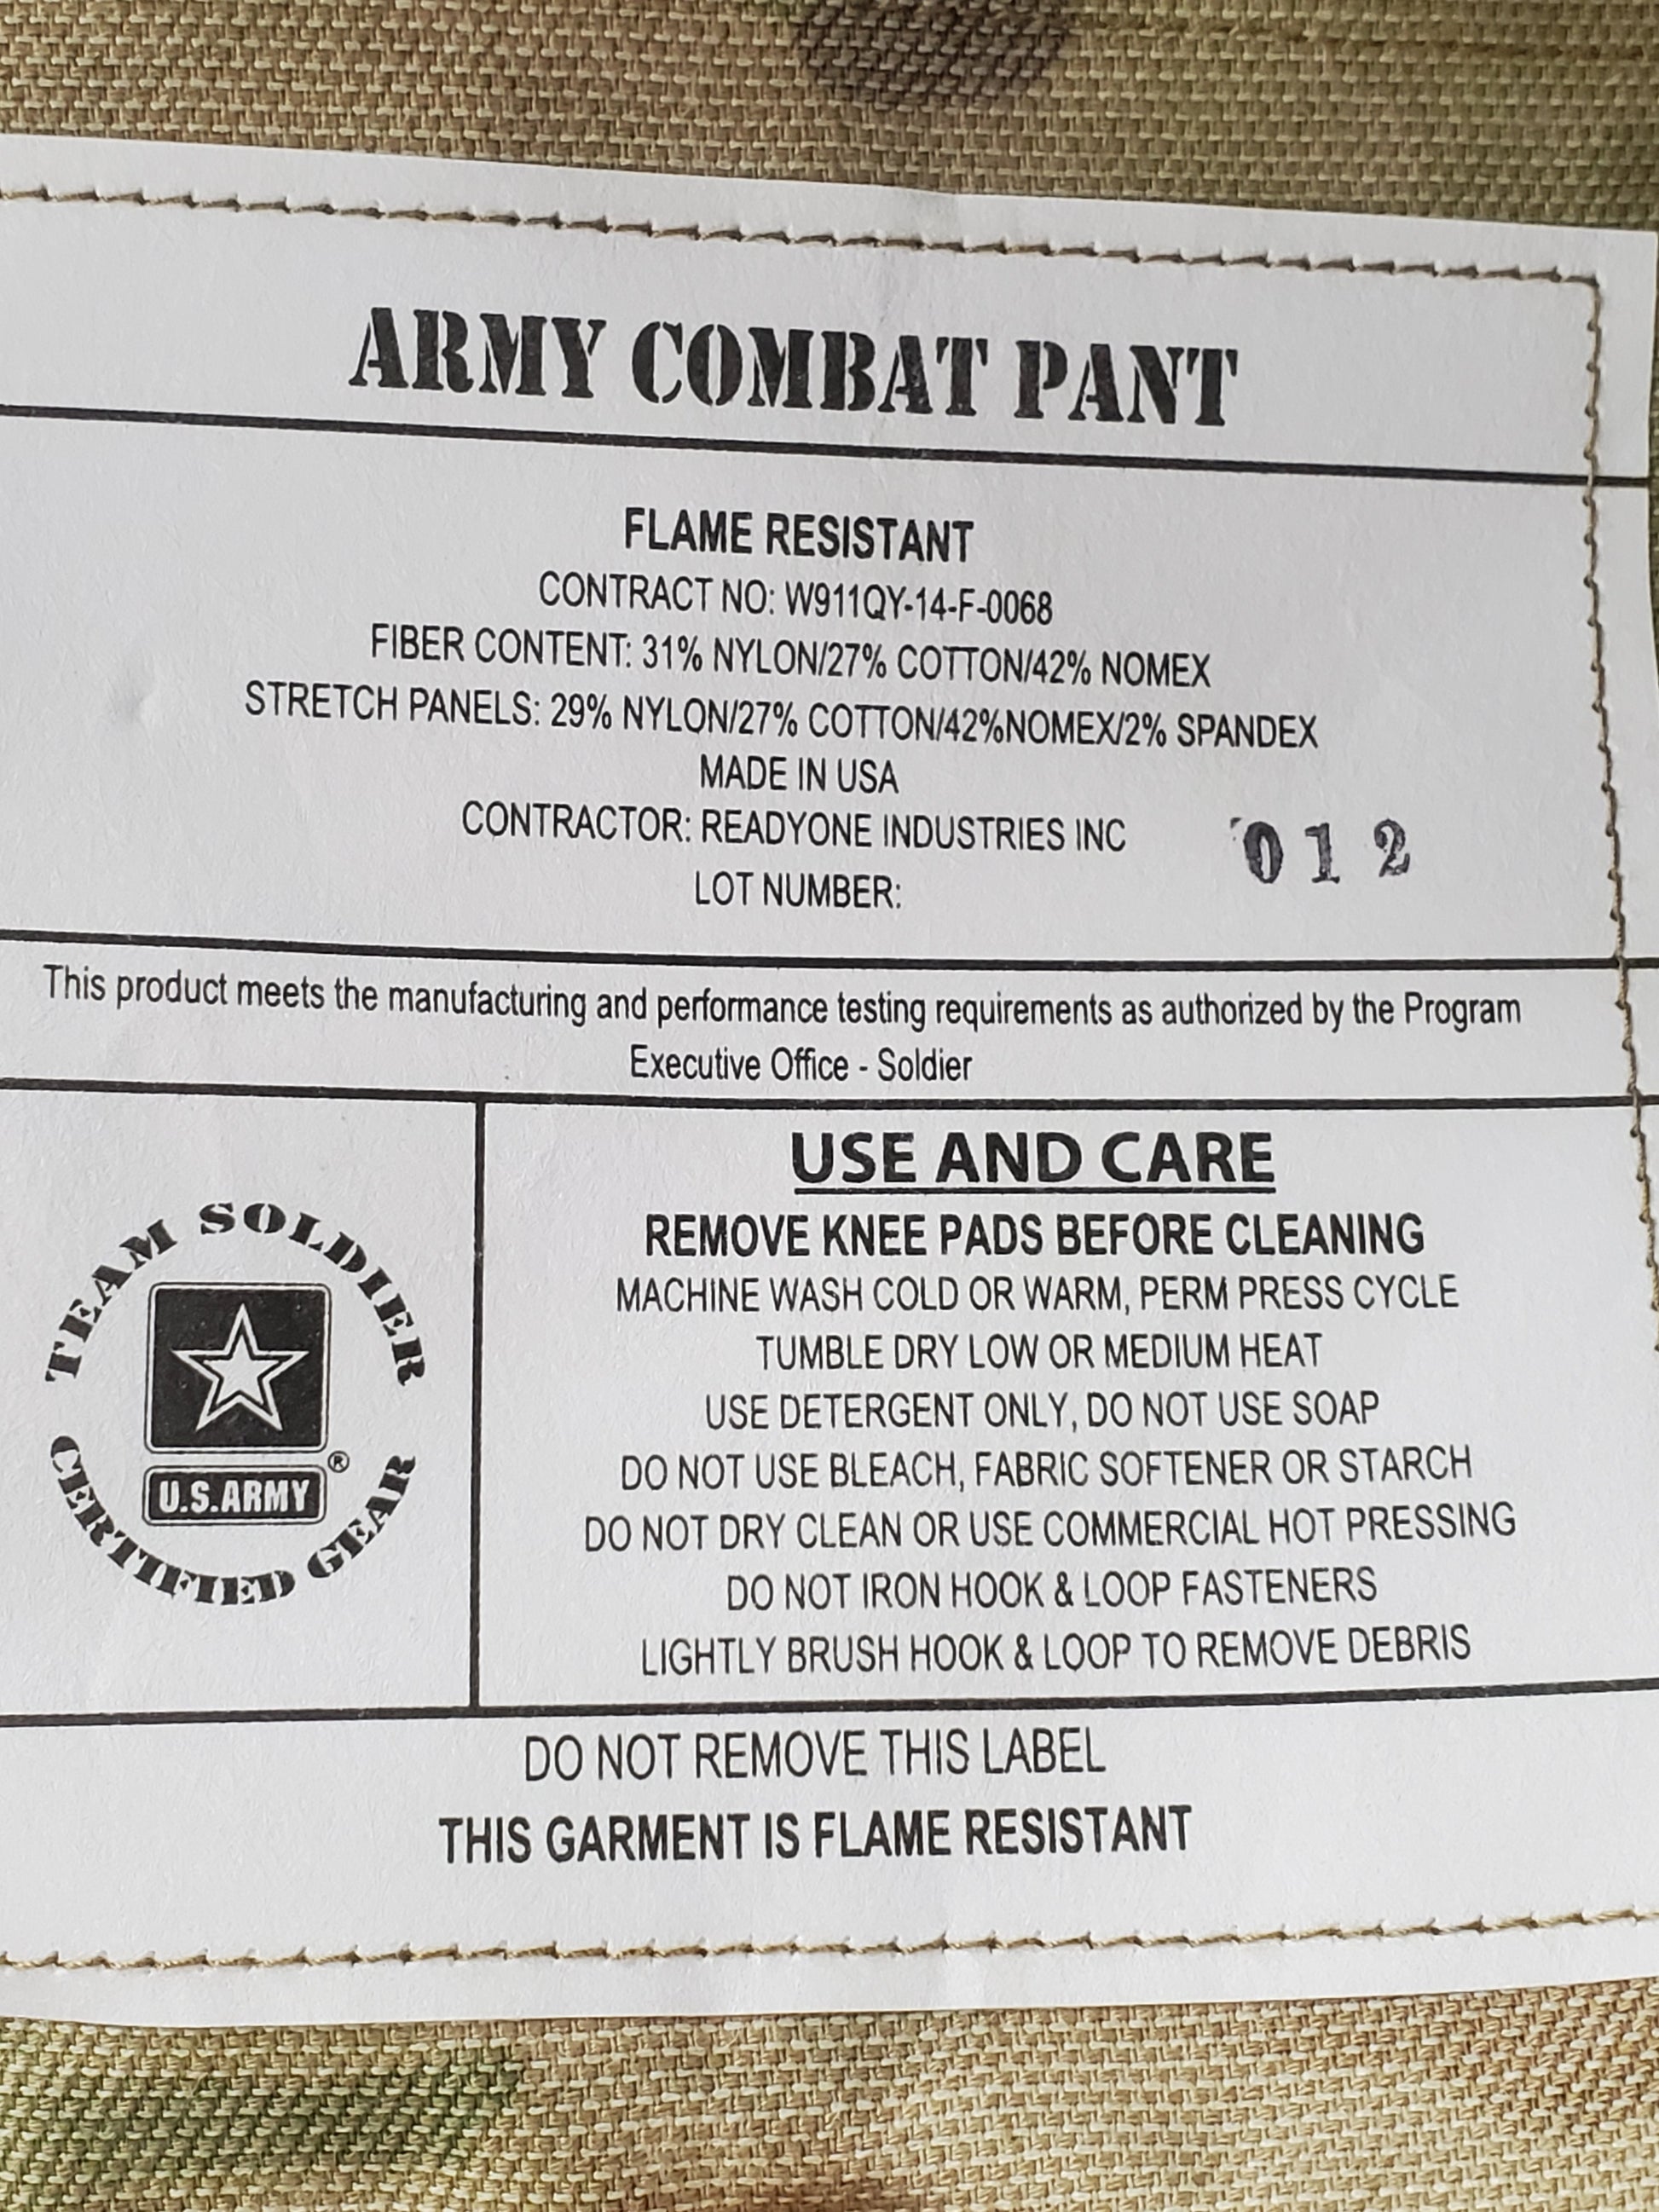 ARMY COMBAT PANT
FLAME RESISTANT
CONTRACT NO: W911QY-14-F-0068
FIBER CONTENT: 31% NYLON/27% COTTON/42% NOMEX
STRETCH PANELS: 29% NYLON/27% COTTON/42%NOMEX/2% SPANDEX
MADE IN USA
CONTRACTOR: READYONE INDUSTRIES INC
012
LOT NUMBER:
This product meets the manufacturing and performance testing requirements as authorized by the Program
Executive Office - Soldier
TEAM SOLDIER
U.S.ARMY®
CERTIFIED GEAR
USE AND CARE
REMOVE KNEE PADS BEFORE CLEANING
MACHINE WASH COLD OR WARM, PERM PRESS CYCLE
TUMBLE DRY LOW OR MEDIUM HEAT
USE DETERGENT ONLY, DO NOT USE SOAP
DO NOT USE BLEACH, FABRIC SOFTENER OR STARCH
DO NOT DRY CLEAN OR USE COMMERCIAL HOT PRESSING
DO NOT IRON HOOK & LOOP FASTENERS
LIGHTLY BRUSH HOOK & LOOP TO REMOVE DEBRIS
DO NOT REMOVE THIS LABEL
THIS GARMENT IS FLAME RESISTANT